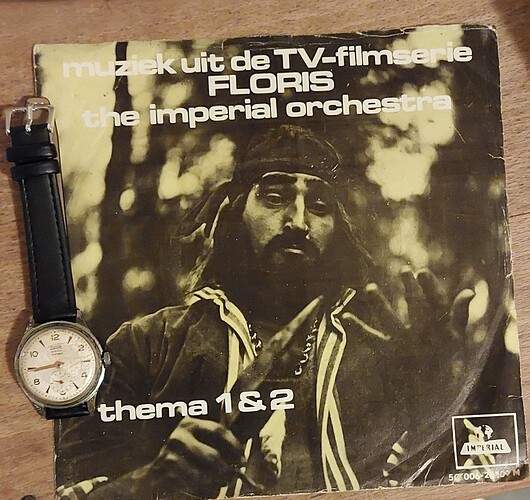 muziek uit de TV-filmserie
FLORIS
the imperial orchestra
thema 1 & 2
IMPERIAL